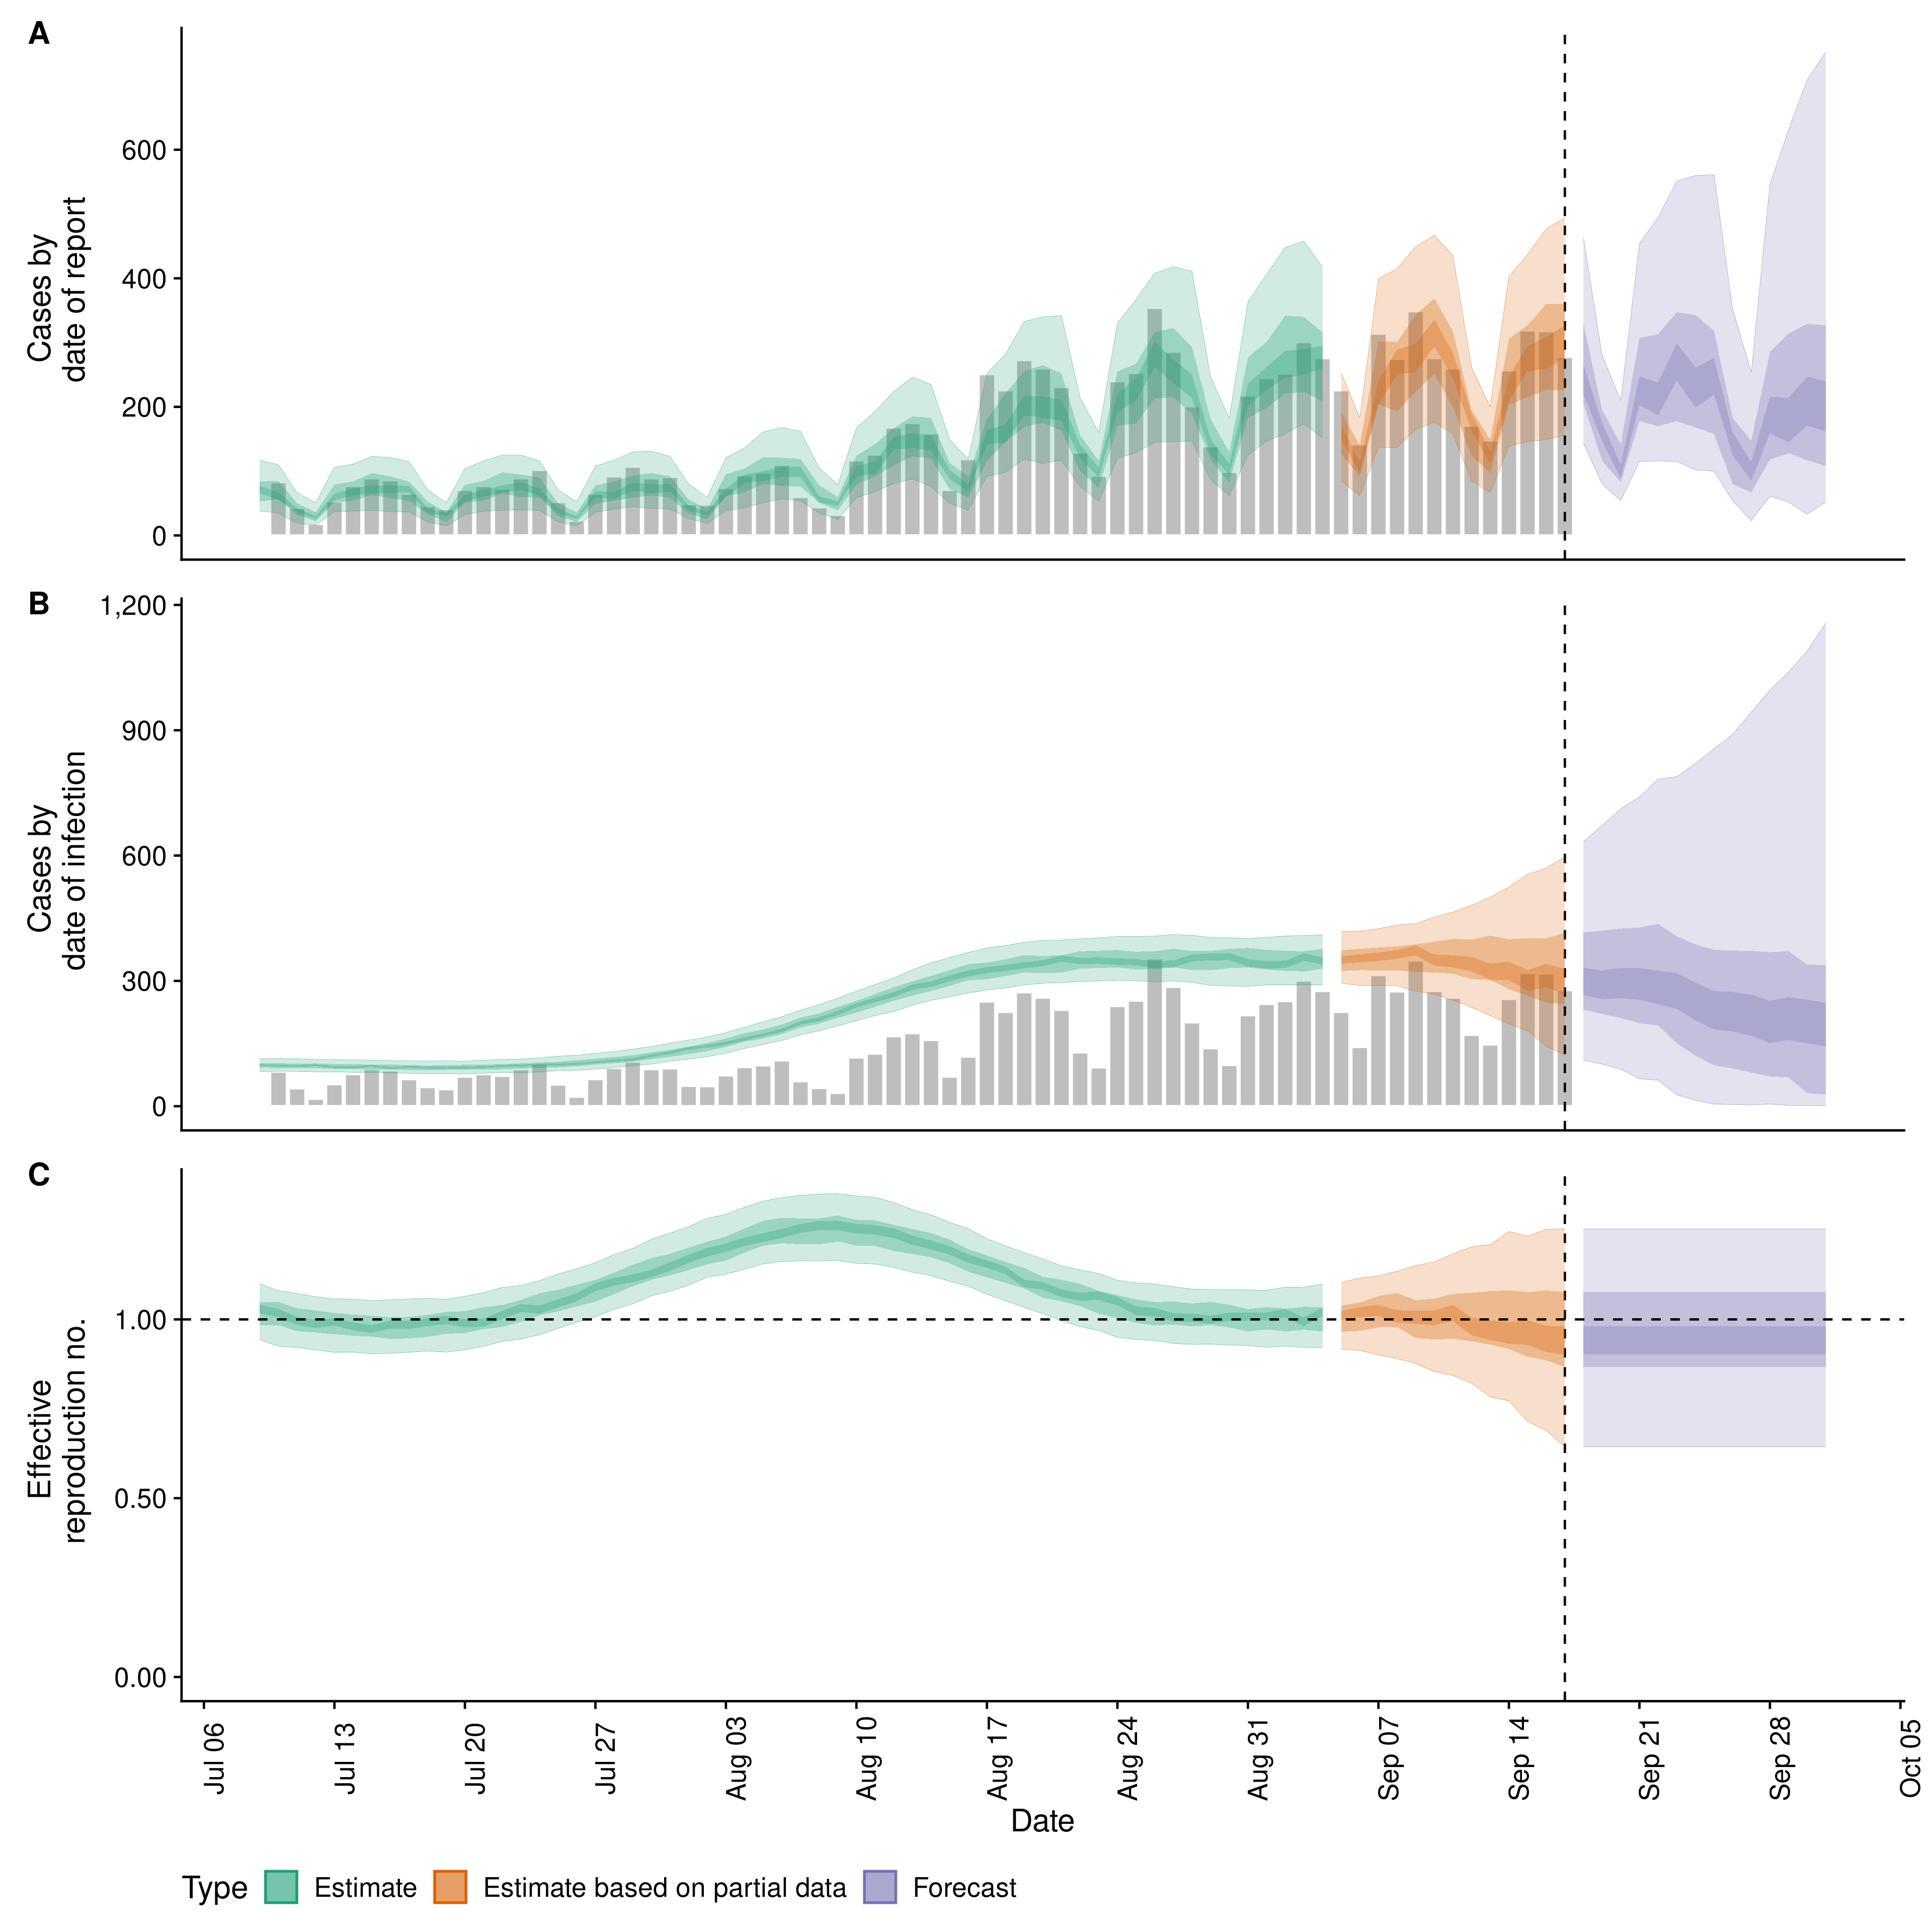 A
Cases by
date of report
600
400
200
0
B
Cases by
date of infection
1,200
900
600
300
0
C
Effective
reproduction no.
1.00
0.50
0.00
Jul 06
Jul 13
Jul 20
Jul 27
Aug 03
Aug 10
Aug 17
Aug 24
Aug 31
Sep 07
Sep 14
Sep 21
Sep 28
Oct 05
Date
Type Estimate Estimate based on partial data Forecast